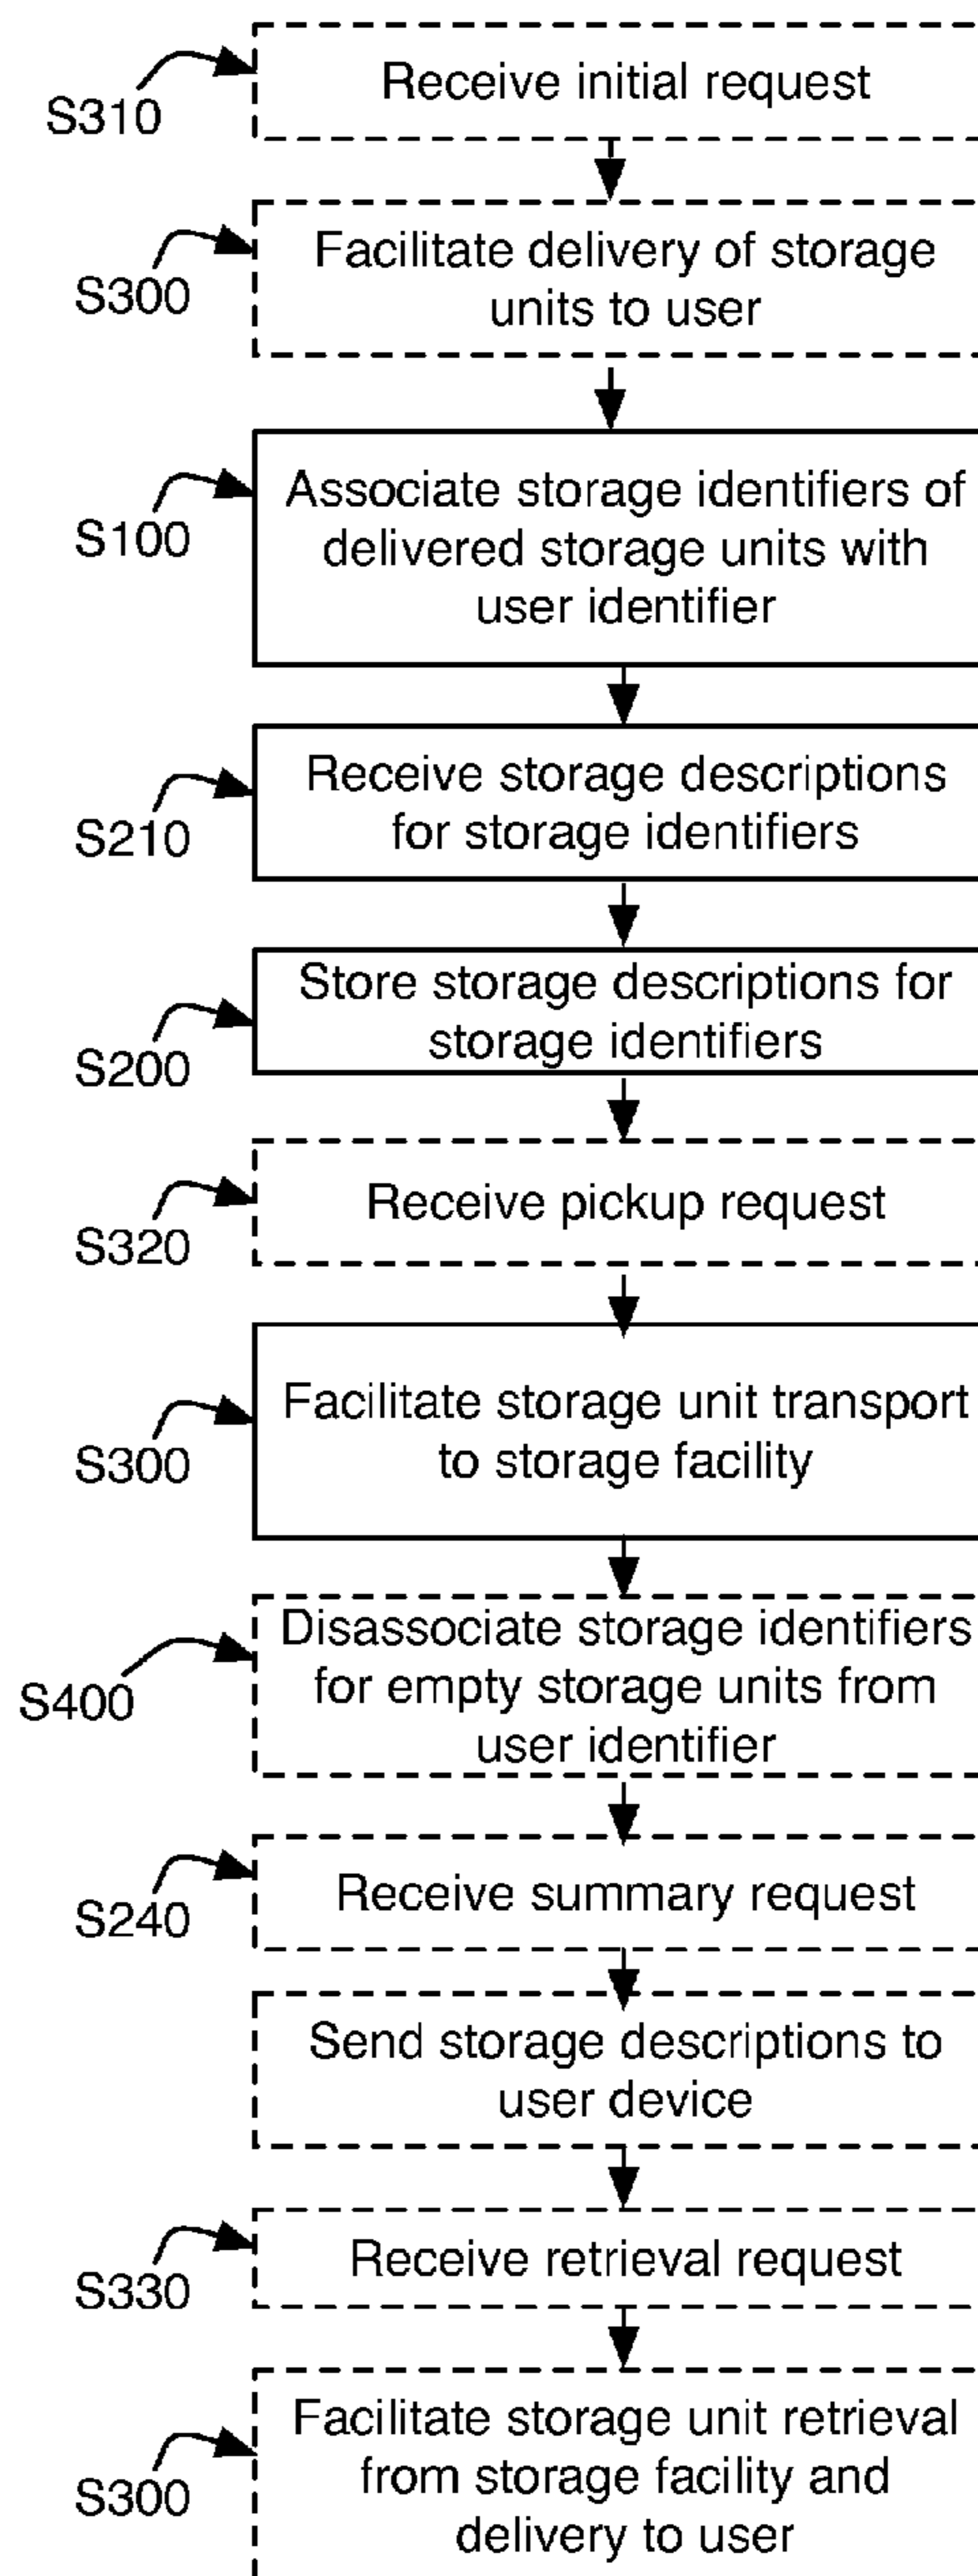 Receive initial request
S310
Facilitate delivery of storage
units to user
S300
Associate storage identifiers of
delivered storage units with
user identifier
S100
Receive storage descriptions
for storage identifiers
S210
Store storage descriptions for
storage identifiers
S200
Receive pickup request
S320
Facilitate storage unit transport
to storage facility
S300
Disassociate storage identifiers
for empty storage units from
user identifier
S400
Receive summary request
S240
Send storage descriptions to
user device
Receive retrieval request
S330
Facilitate storage unit retrieval
from storage facility and
delivery to user
S300